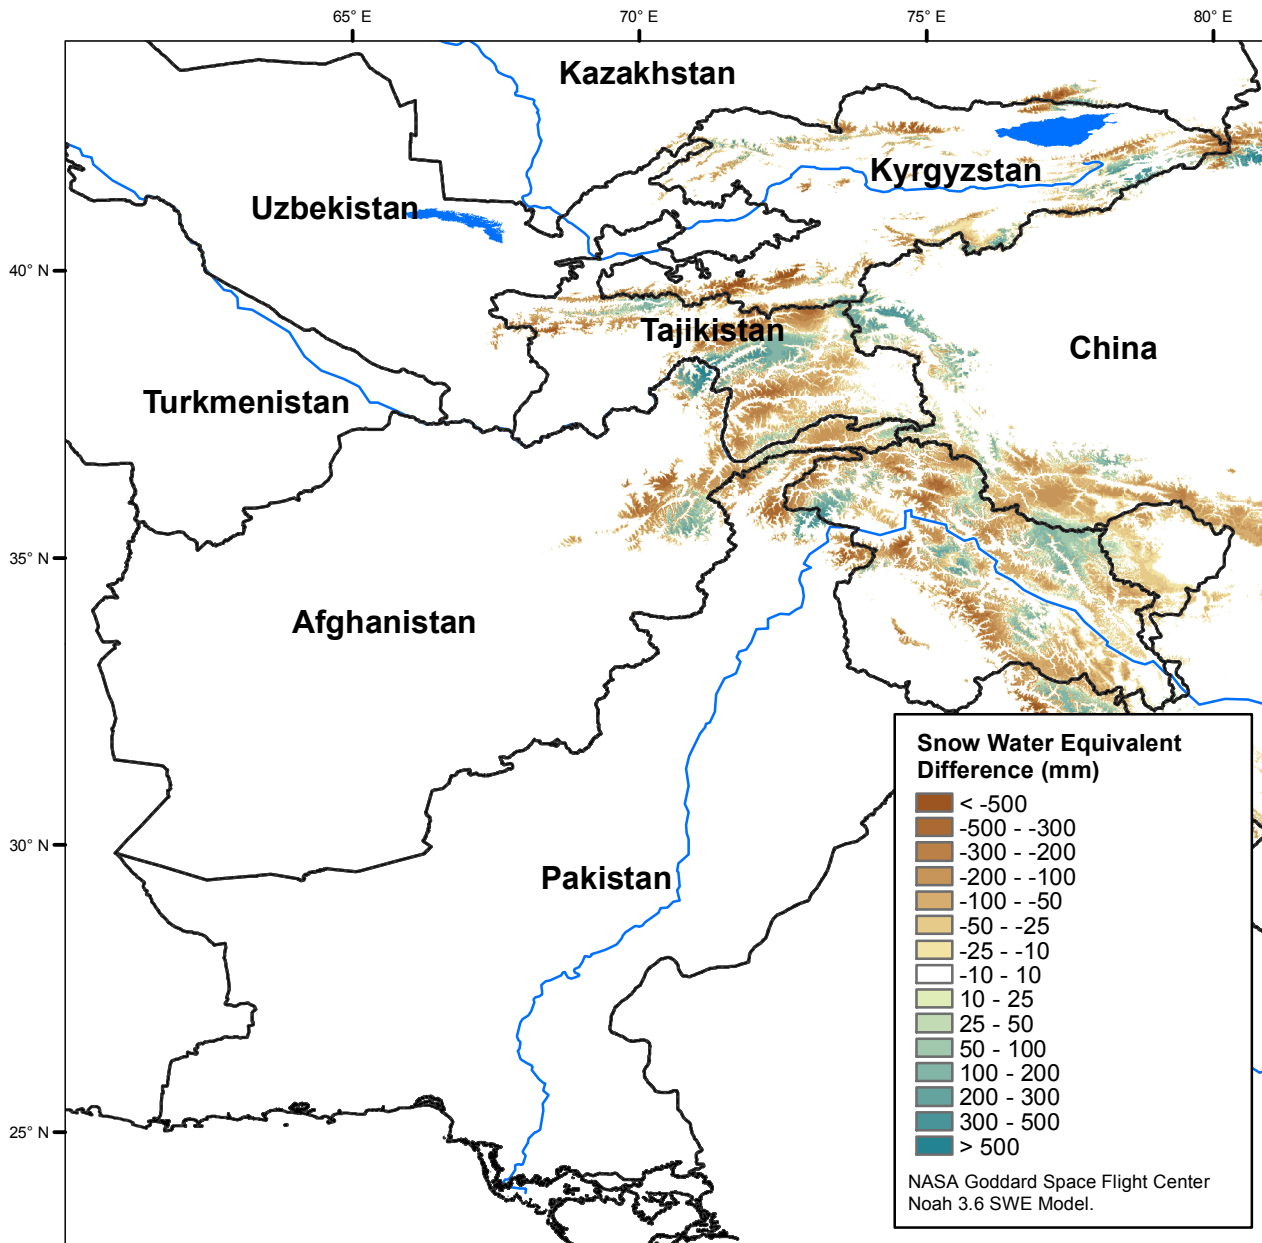 65° E
70° E
75° E
80° E
Kazakhstan
Kyrgyzstan
Uzbekistan
40° N
Tajikistan
China
Turkmenistan
35° N
Afghanistan
30° N
Pakistan
25° N
Snow Water Equivalent
Difference (mm)
< -500
-500 - -300
-300 - -200
-200 - -100
-100 - -50
-50 - -25
-25 - -10
-10 - 10
10 - 25
25 - 50
50 - 100
100 - 200
200 - 300
300 - 500
> 500
NASA Goddard Space Flight Center
Noah 3.6 SWE Model.